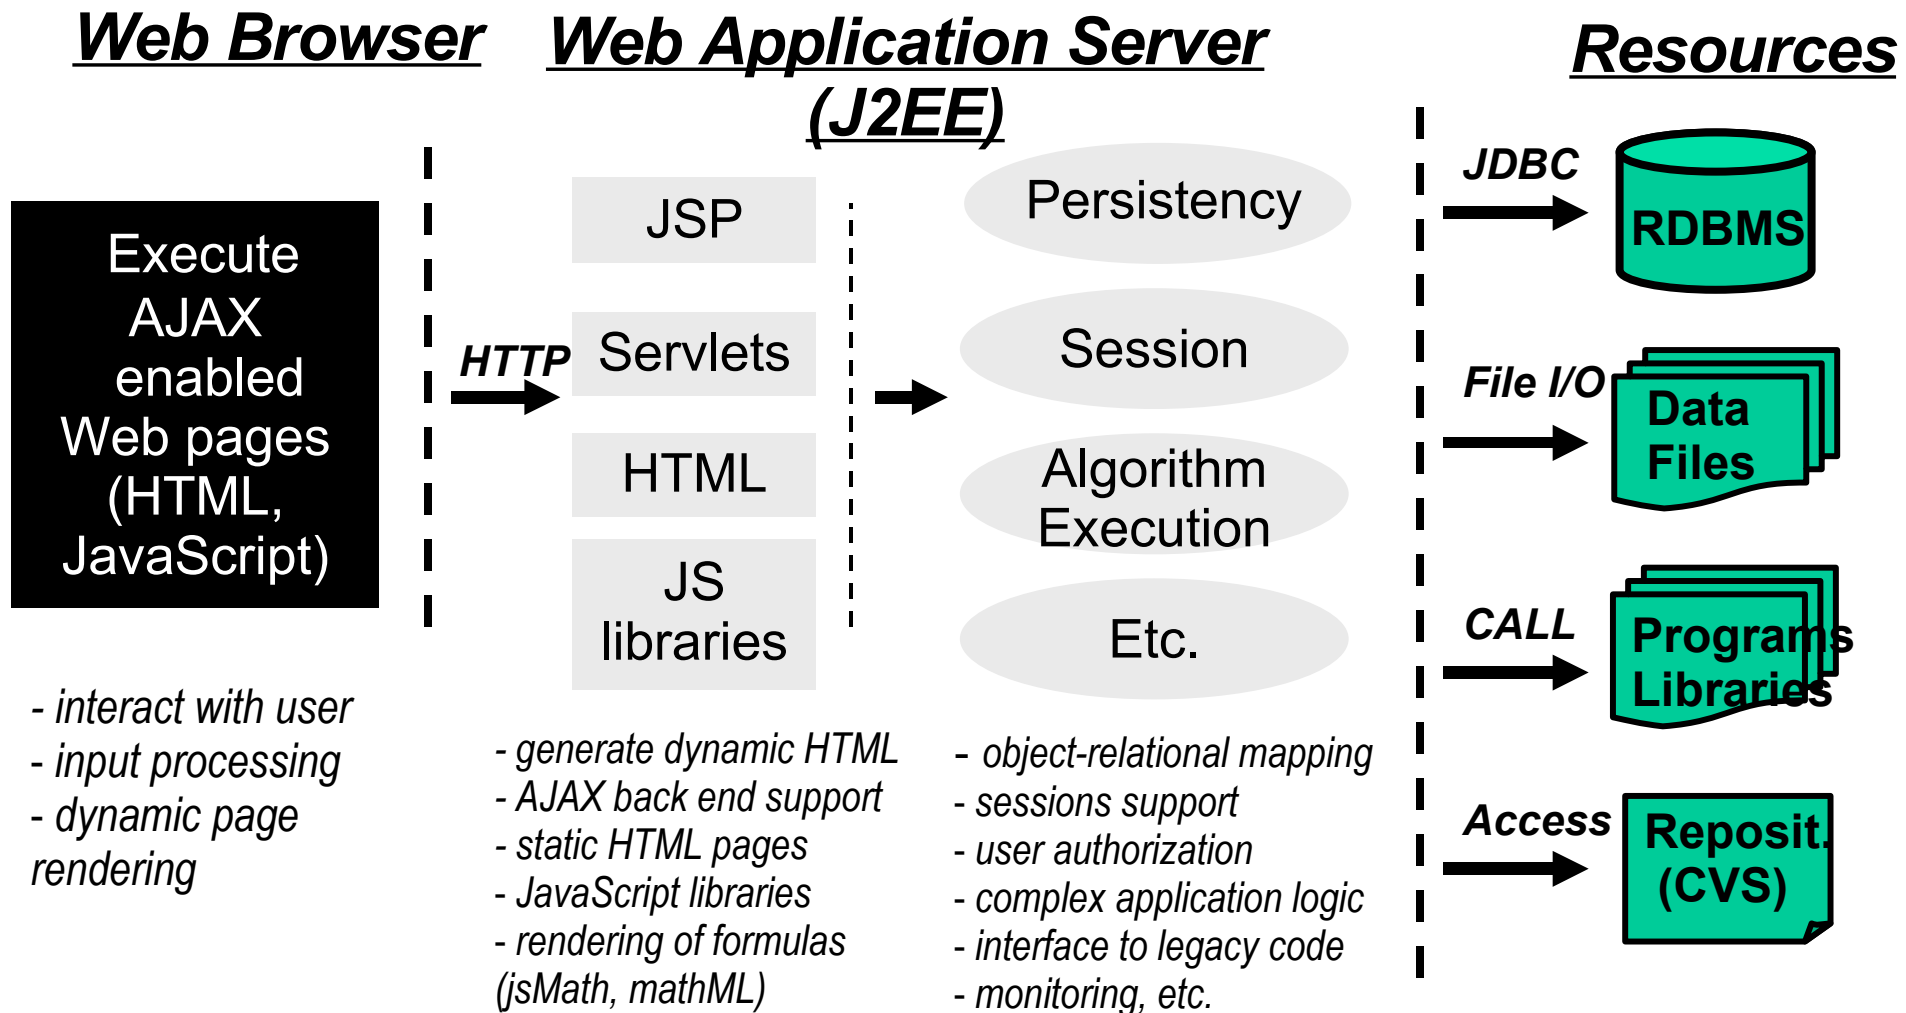 Web Browser
Web Application Server
(J2EE)
Resources
Execute
AJAX
enabled
Web pages
(HTML,
JavaScript)
- interact with user
- input processing
- dynamic page
rendering
HTTP
JSP
Servlets
HTML
JS
libraries
- generate dynamic HTML
- AJAX back end support
- static HTML pages
- JavaScript libraries
- rendering of formulas
(jsMath, mathML)
Persistency
Session
Algorithm
Execution
Etc.
- object-relational mapping
- sessions support
- user authorization
- complex application logic
- interface to legacy code
- monitoring, etc.
JDBC
RDBMS
File I/O
Data
Files
CALL
Programs
Libraries
Access
Reposit.
(CVS)